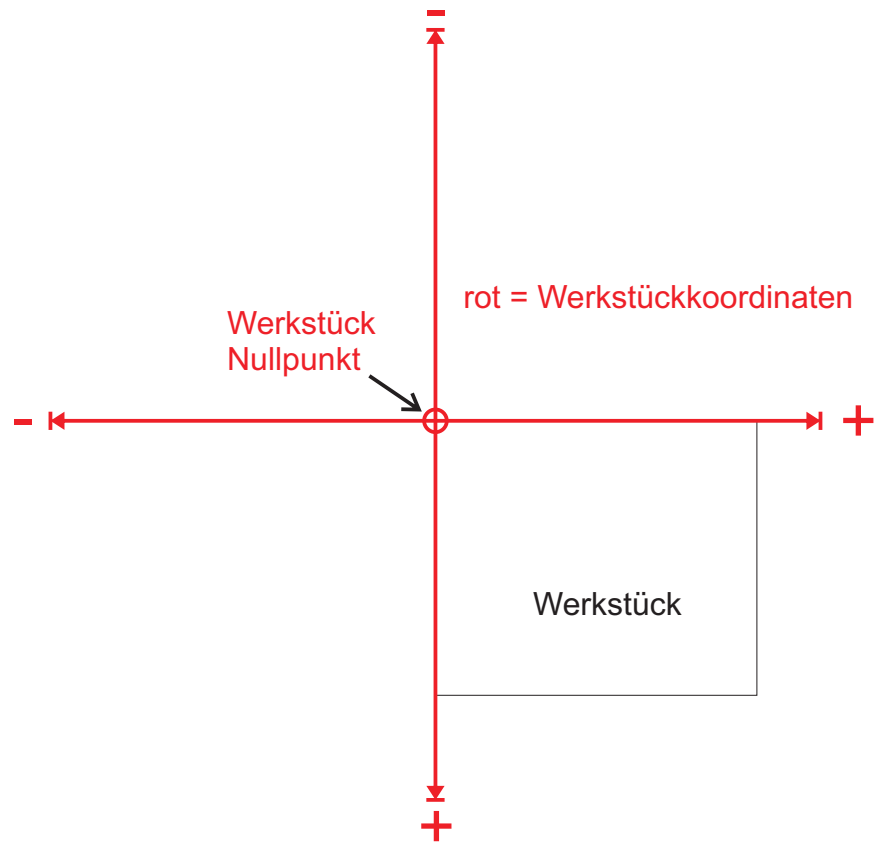 -
rot = Werkstückkoordinaten
Werkstück
Nullpunkt
- +
Werkstück
+